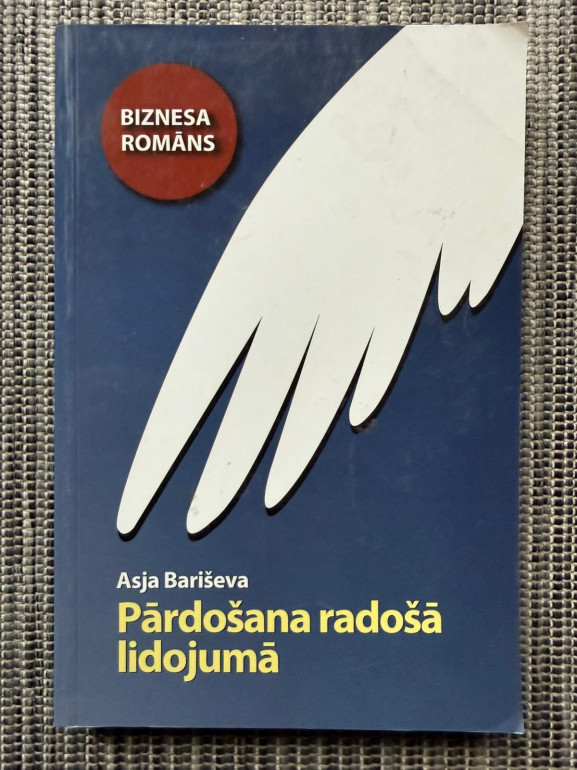 BIZNESA
ROMĀNS
Asja Bariševa
Pārdošana radošā
lidojumā